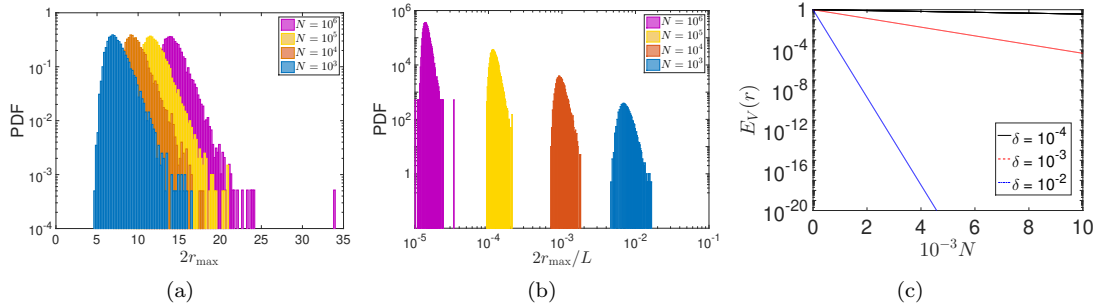 PDF
10^0
10^-1
10^-2
10^-3
10^-4
0
5
10
15
20
25
30
35
2r_max
N = 10^6
N = 10^5
N = 10^4
N = 10^3
(a)
PDF
10^6
10^4
10^2
1
10^-5
10^-4
10^-3
10^-2
10^-1
2r_max/L
N = 10^6
N = 10^5
N = 10^4
N = 10^3
(b)
E_V(r)
1
10^-4
10^-8
10^-12
10^-16
10^-20
0
2
4
6
8
10
10^-3 N
δ = 10^-4
δ = 10^-3
δ = 10^-2
(c)